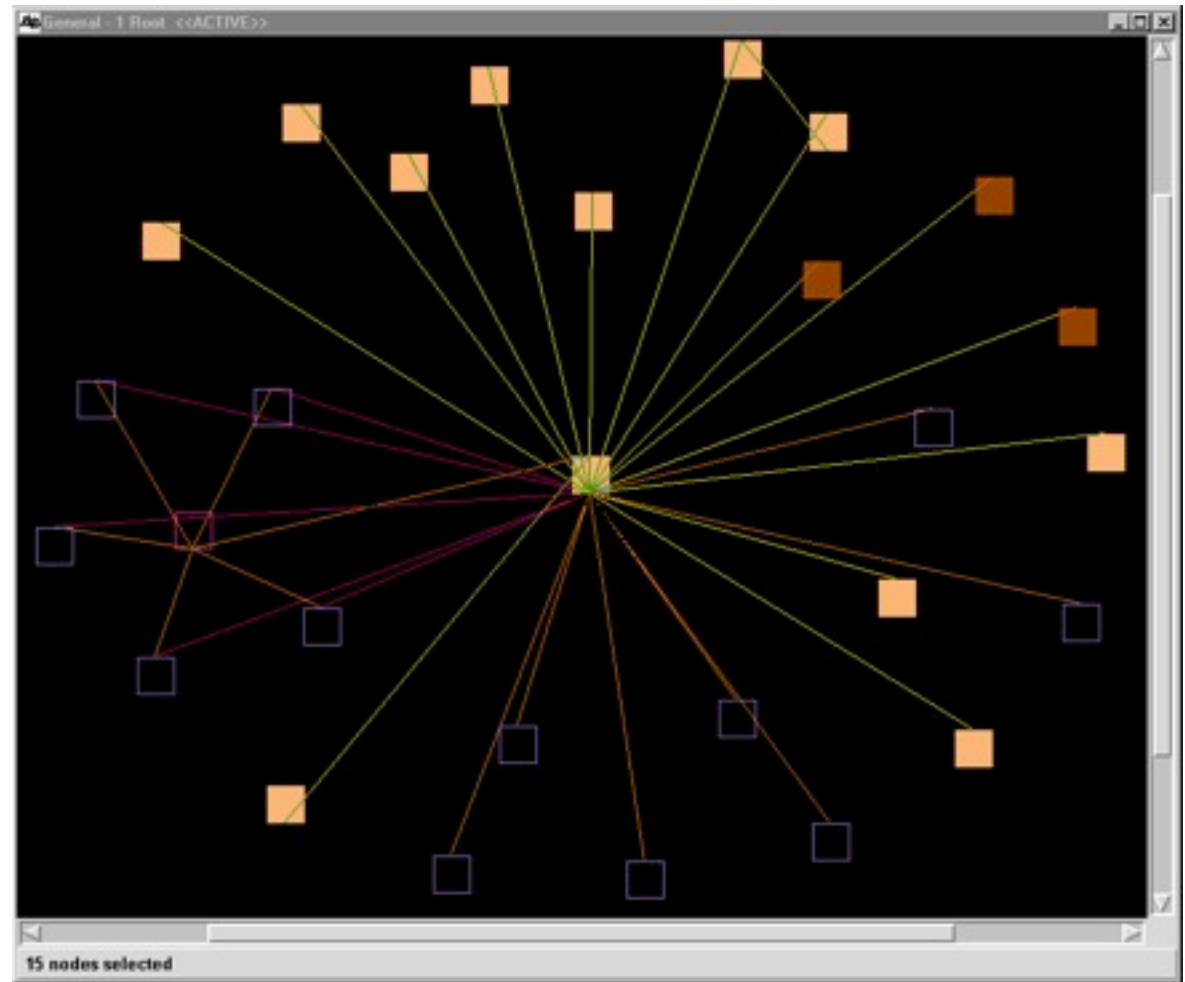 General - 1 Root <<ACTIVE>>
15 nodes selected